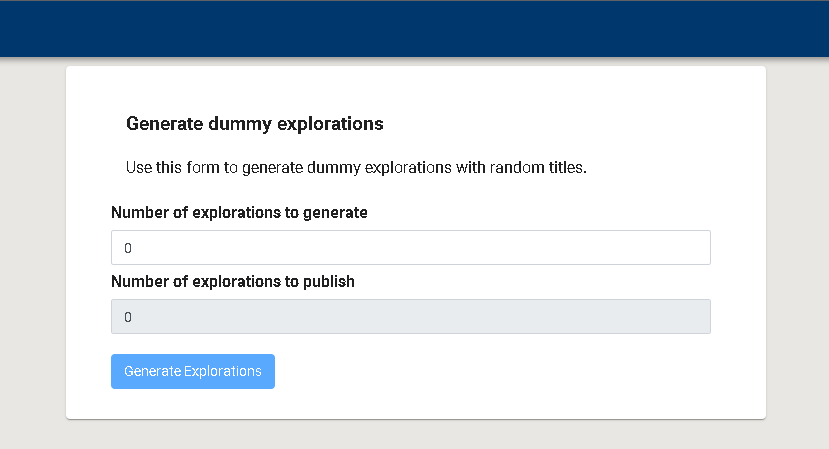 Generate dummy explorations
Use this form to generate dummy explorations with random titles.
Number of explorations to generate
0
Number of explorations to publish
0
Generate Explorations